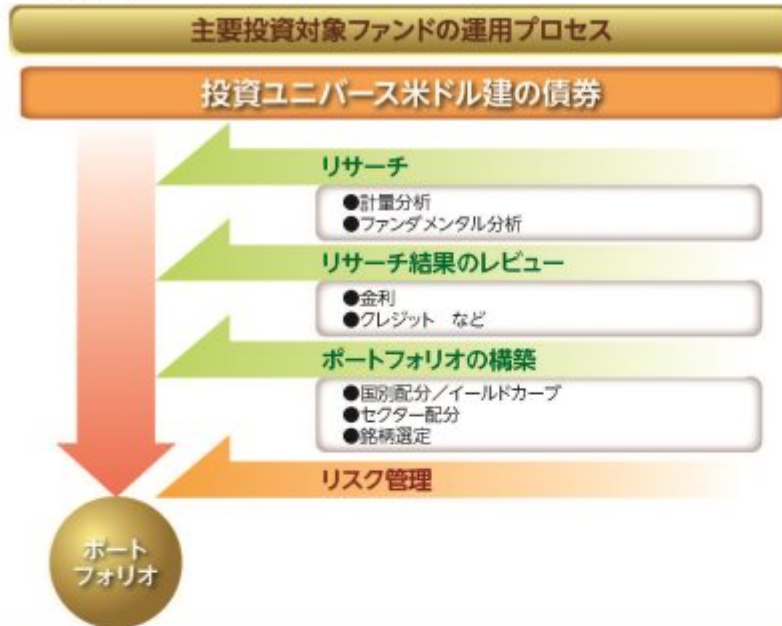 主要投資対象ファンドの運用プロセス
投資ユニバース米ドル建の債券
リサーチ
●計量分析
●ファンダメンタル分析
リサーチ結果のレビュー
●金利
●クレジット　など
ポートフォリオの構築
●国別配分／イールドカーブ
●セクター配分
●銘柄選定
リスク管理
ポート
フォリオ